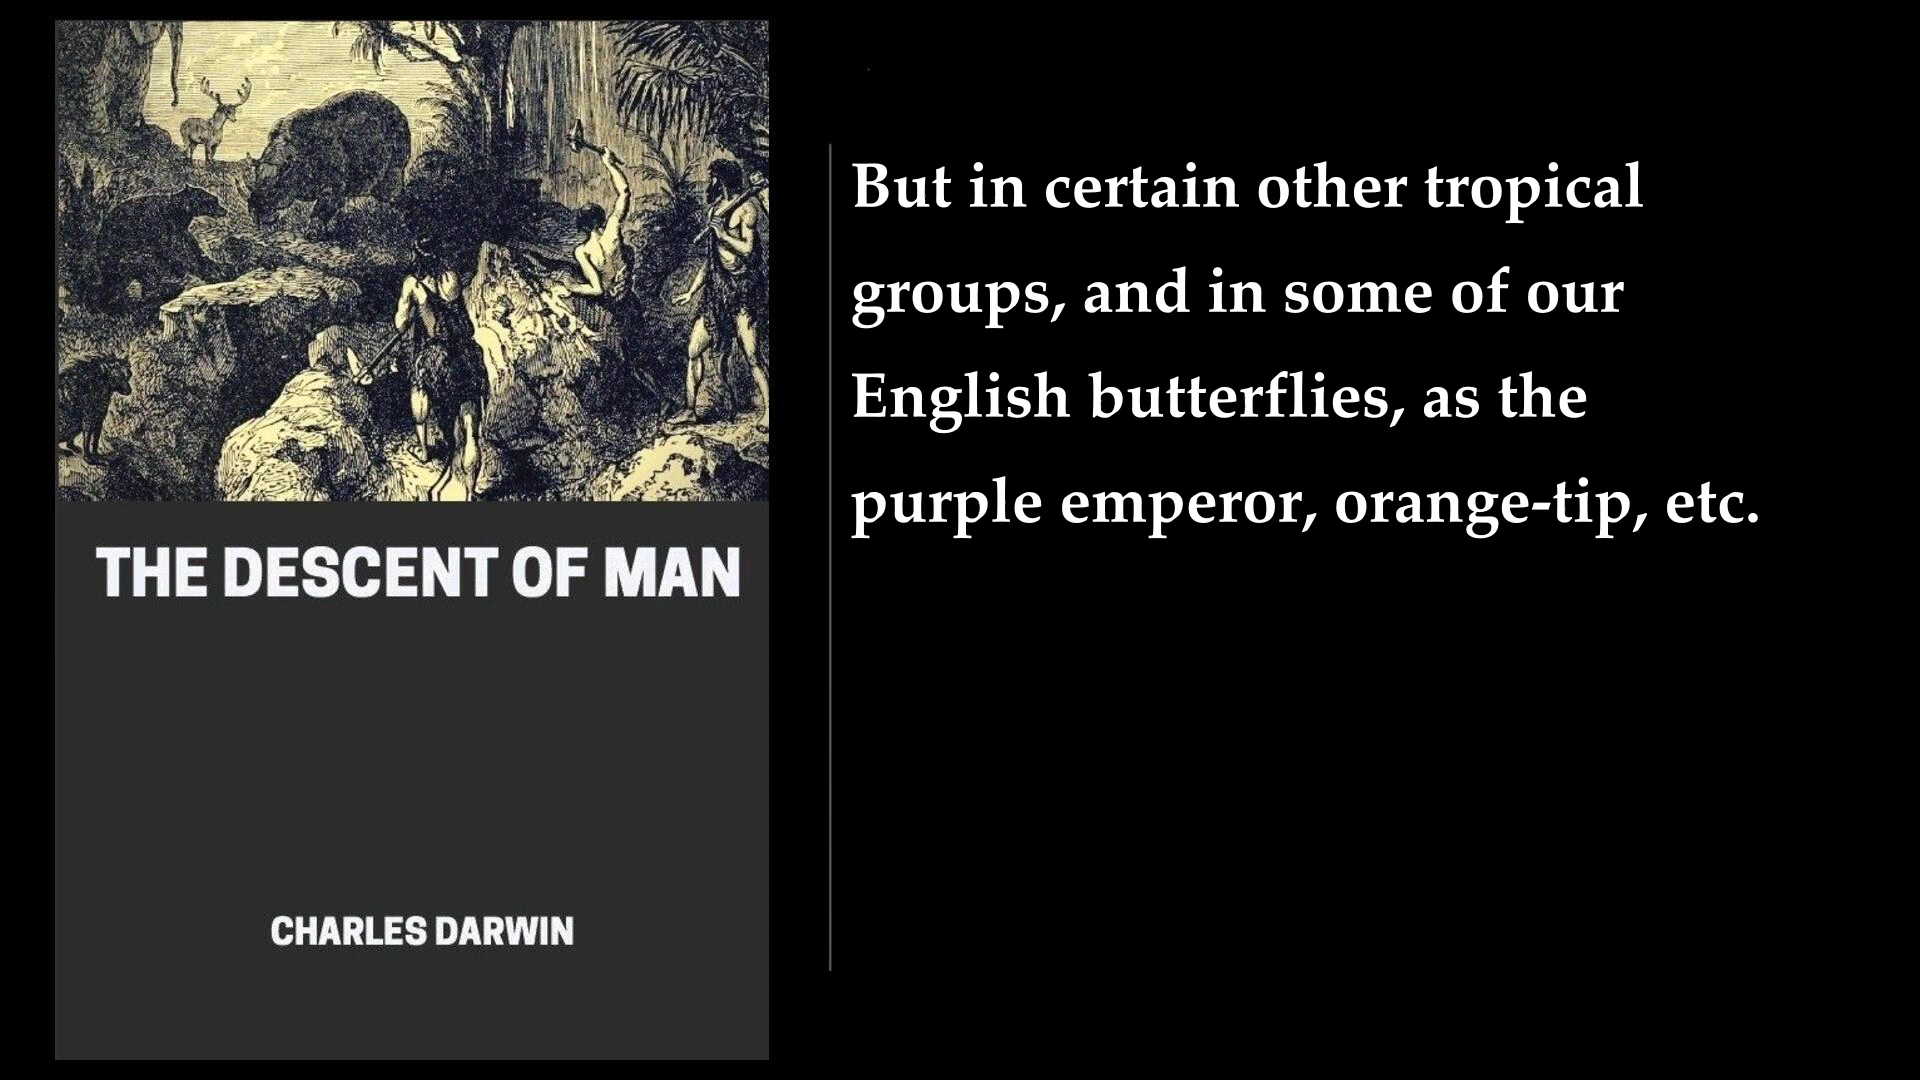 THE DESCENT OF MAN
CHARLES DARWIN
But in certain other tropical
groups, and in some of our
English butterflies, as the
purple emperor, orange-tip, etc.